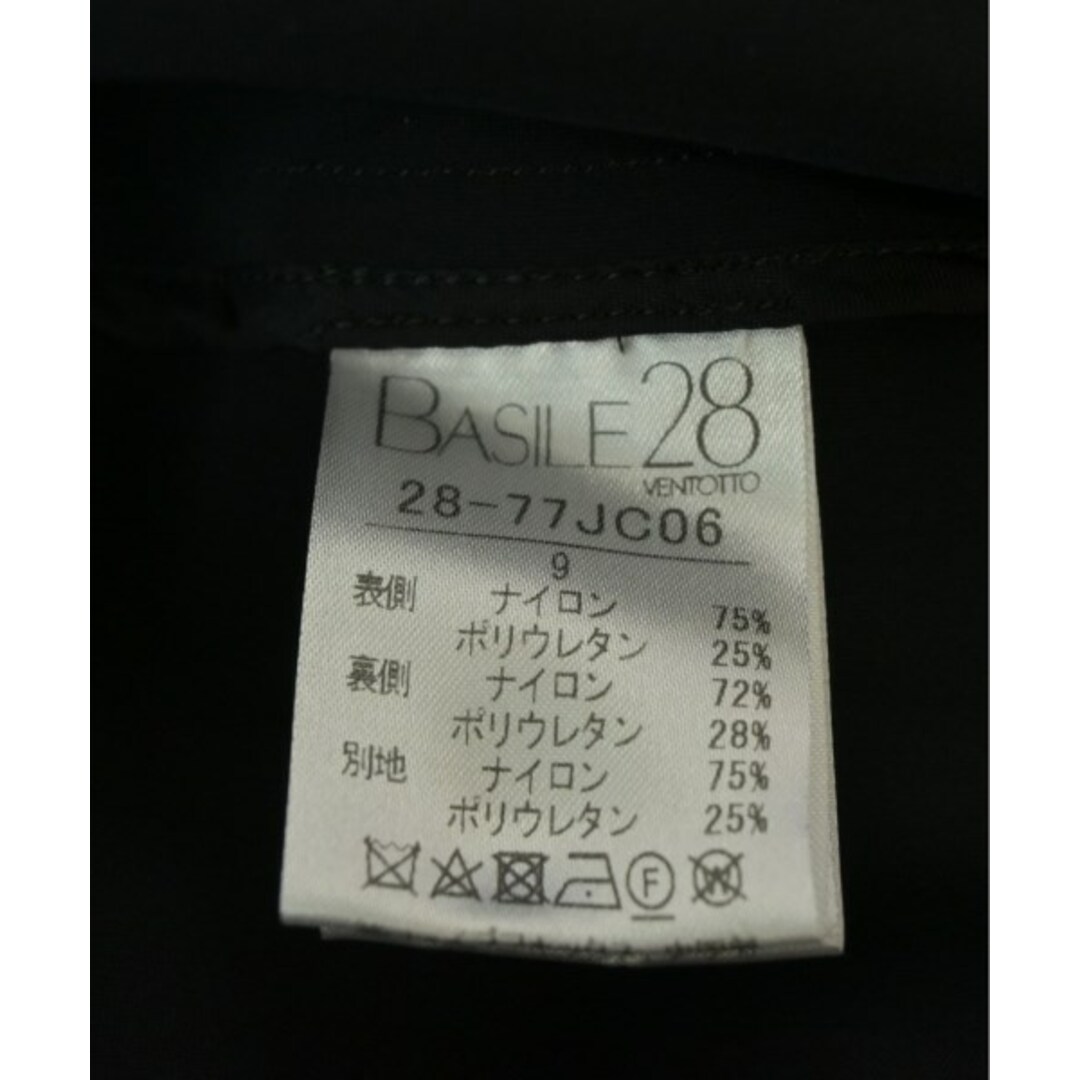 BASILE28
VENTOTTO
28-77JC06
9
表側 ナイロン 75%
ポリウレタン 25%
裏側 ナイロン 72%
ポリウレタン 28%
別地 ナイロン 75%
ポリウレタン 25%
F W